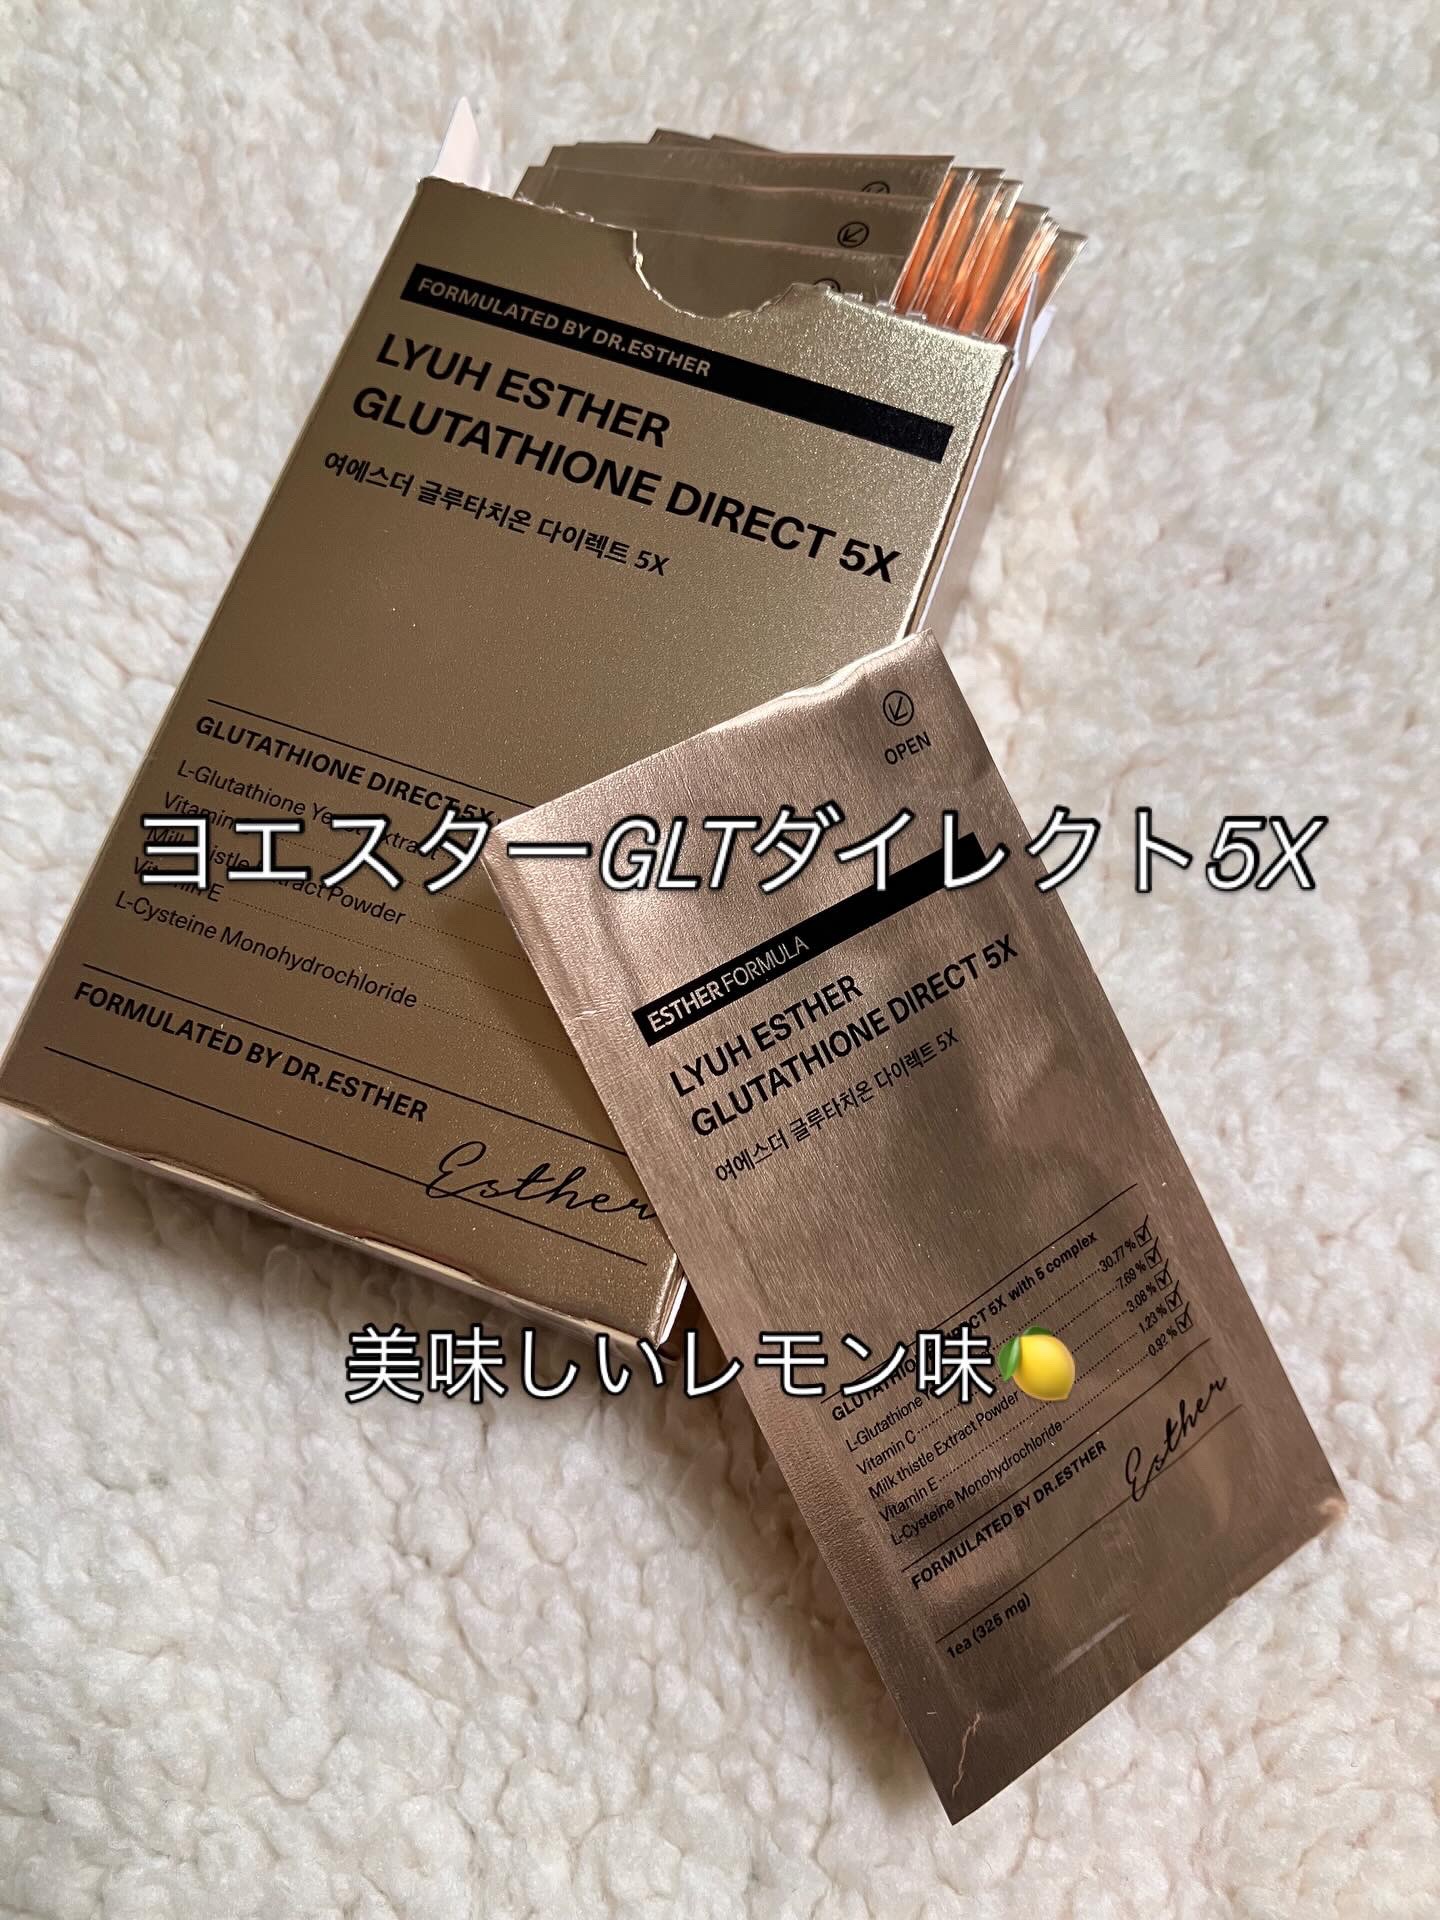 FORMULATED BY DR.ESTHER
LYUH ESTHER
GLUTATHIONE DIRECT 5X
여에스더 글루타치온 다이렉트 5X
GLUTATHIONE DIRECT 5X
L-Glutathione Yeast Extract
Vitamin
Milk thistle Extract Powder
Vitamin E
L-Cysteine Monohydrochloride
FORMULATED BY DR.ESTHER
Esther
ヨエスターGLTダイレクト5X
美味しいレモン味🍋
OPEN
ESTHER FORMULA
LYUH ESTHER
GLUTATHIONE DIRECT 5X
여에스더 글루타치온 다이렉트 5X
GLUTATHIONE DIRECT 5X with 5 complex
L-Glutathione 30.77 %
Vitamin C 7.69 %
Milk thistle Extract Powder 3.08 %
Vitamin E 1.23 %
L-Cysteine Monohydrochloride 0.92 %
FORMULATED BY DR.ESTHER
Esther
1ea (325 mg)